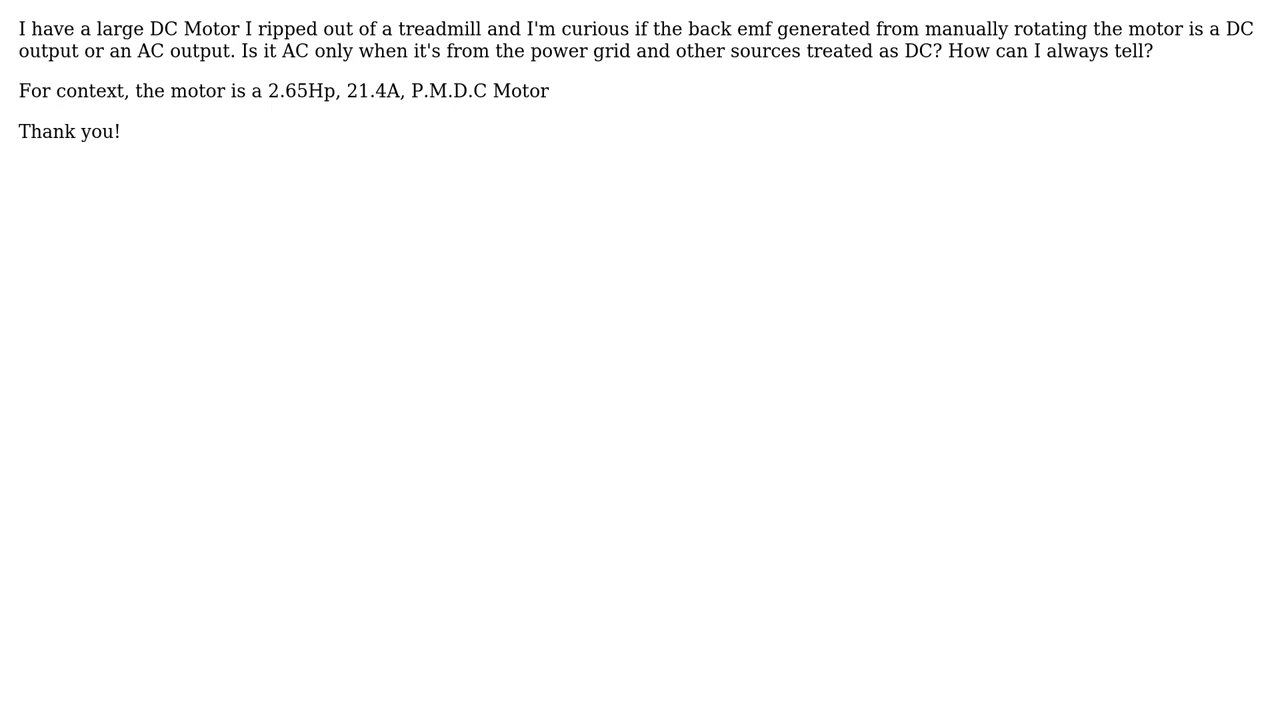 I have a large DC Motor I ripped out of a treadmill and I'm curious if the back emf generated from manually rotating the motor is a DC
output or an AC output. Is it AC only when it's from the power grid and other sources treated as DC? How can I always tell?
For context, the motor is a 2.65Hp, 21.4A, P.M.D.C Motor
Thank you!